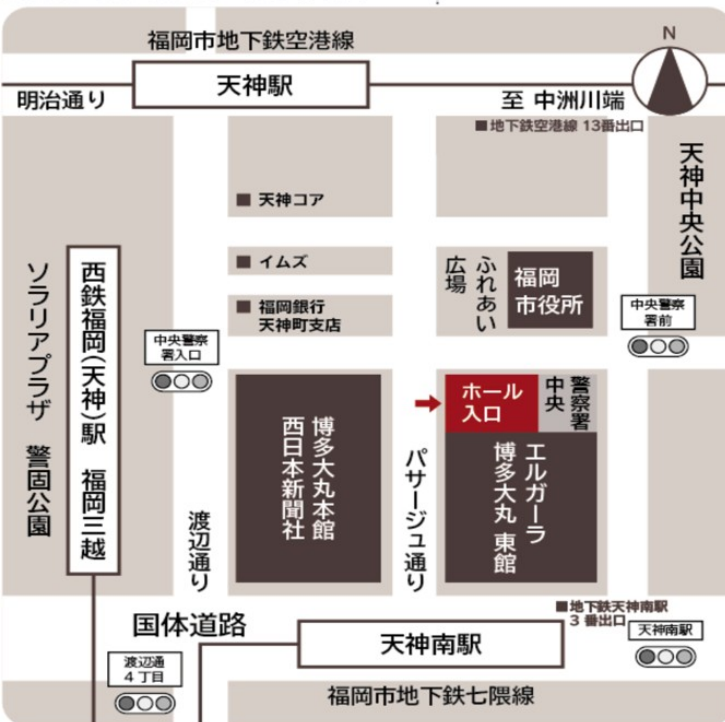 福岡市地下鉄空港線
N
明治通り
天神駅
至 中洲川端
■地下鉄空港線 13番出口
天神中央公園
■ 天神コア
■ イムズ
■ 福岡銀行
天神町支店
ふれあい
広場
福岡
市役所
中央警察
署前
ソラリアプラザ 警固公園
西鉄福岡(天神)駅 福岡三越
中央警察
署入口
博多大丸本館
西日本新聞社
ホール
入口
警察署
中央
エルガーラ
博多大丸 東館
パサージュ通り
渡辺通り
国体道路
■地下鉄天神南駅
3 番出口
天神南駅
天神南駅
渡辺通
4 丁目
福岡市地下鉄七隈線